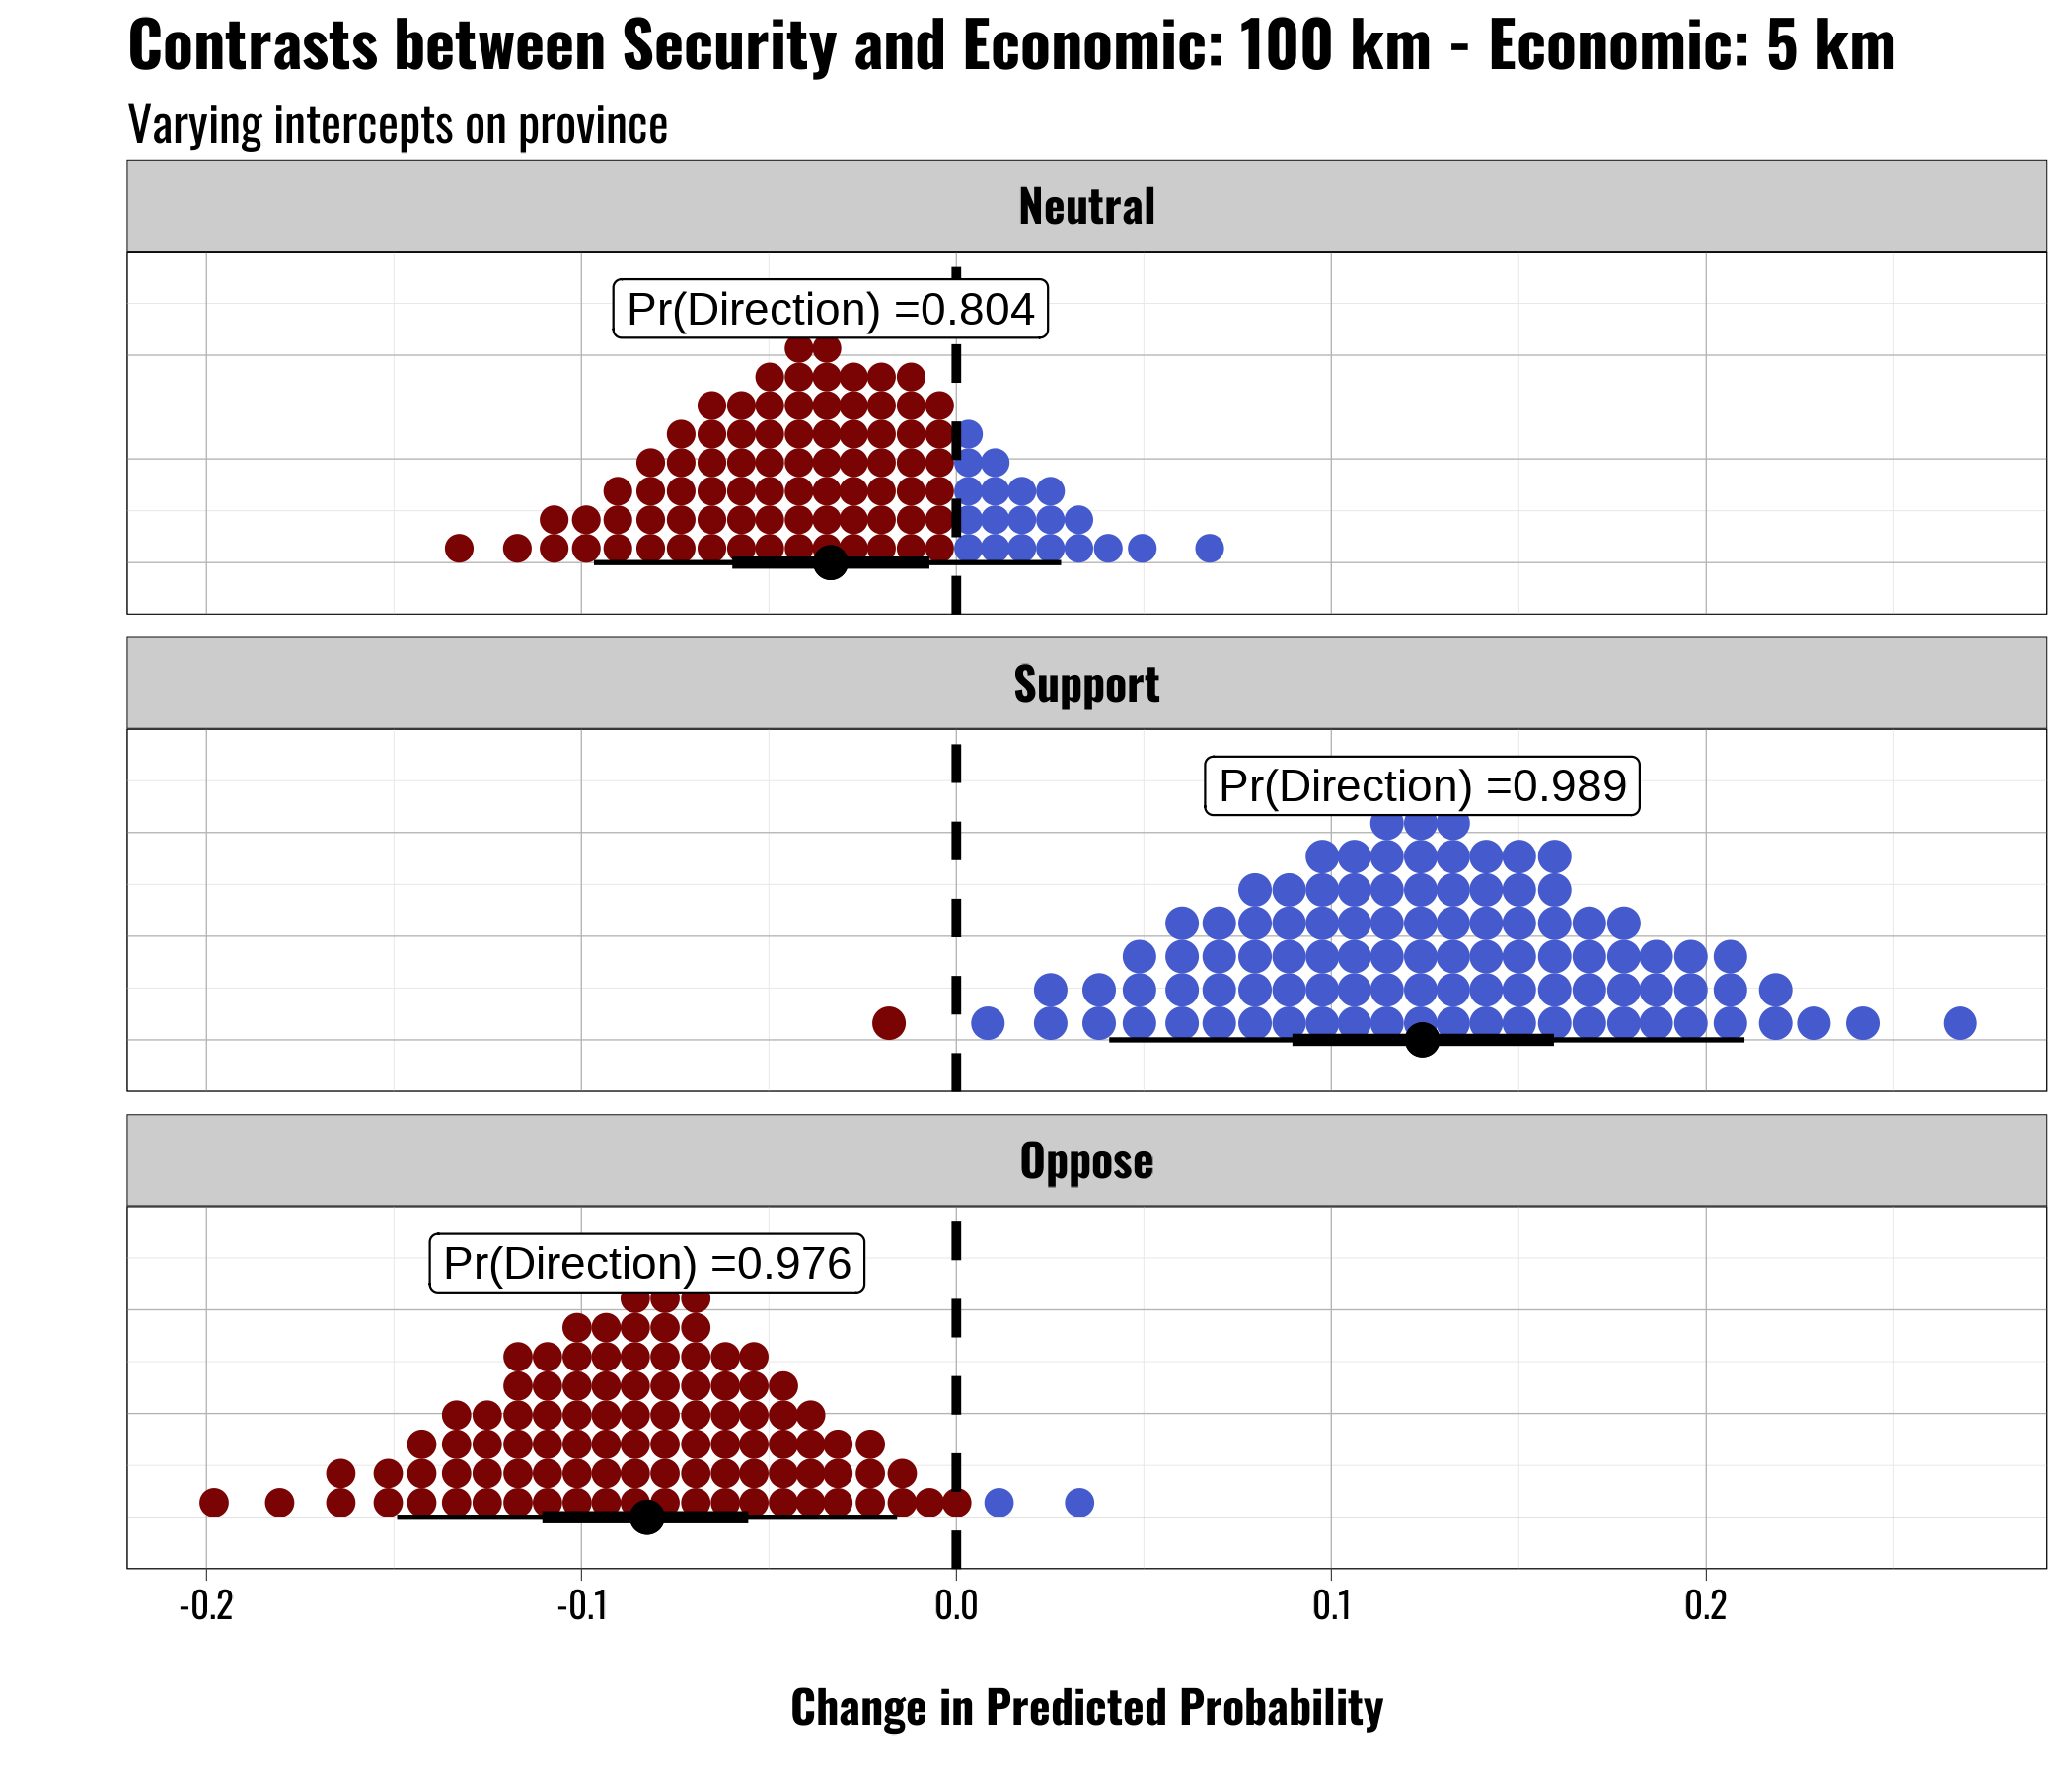 Contrasts between Security and Economic: 100 km - Economic: 5 km
Varying intercepts on province
Neutral
Pr(Direction) =0.804
Support
Pr(Direction) =0.989
Oppose
Pr(Direction) =0.976
-0.2 -0.1 0.0 0.1 0.2
Change in Predicted Probability